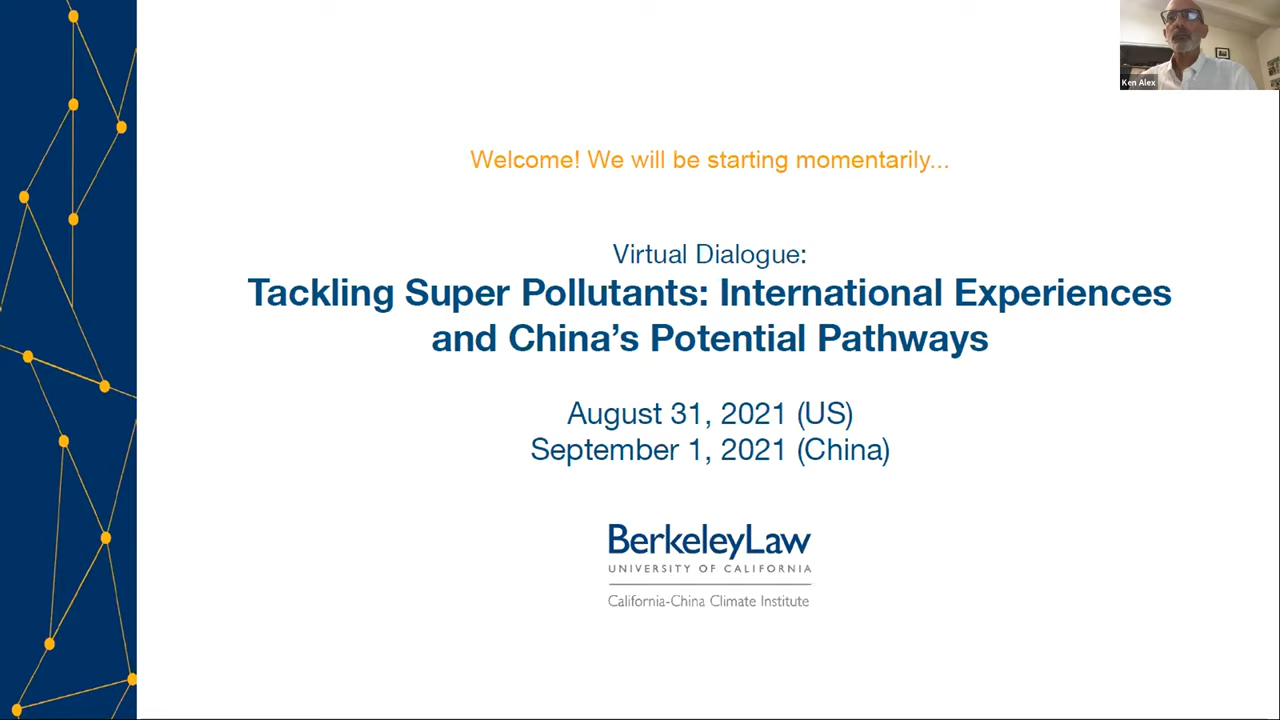 Ken Alex
Welcome! We will be starting momentarily...
Virtual Dialogue:
Tackling Super Pollutants: International Experiences
and China’s Potential Pathways
August 31, 2021 (US)
September 1, 2021 (China)
BerkeleyLaw
UNIVERSITY OF CALIFORNIA
California-China Climate Institute